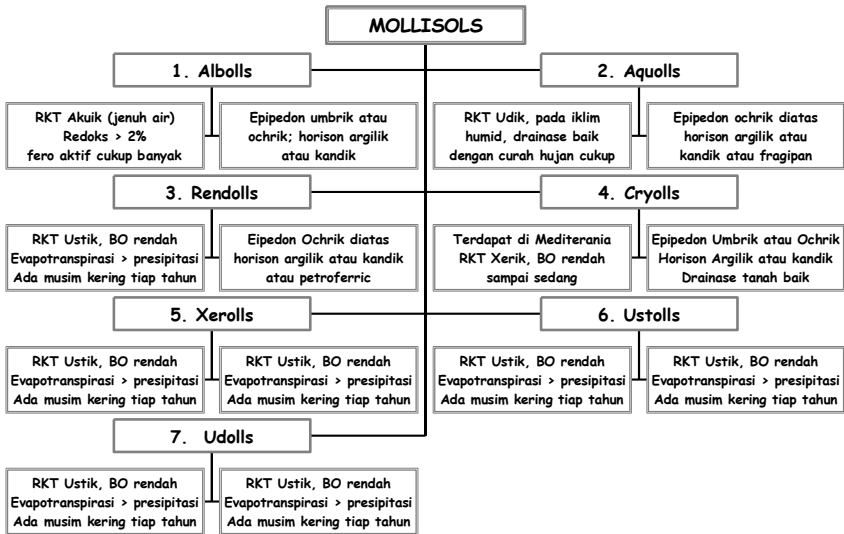 MOLLISOLS
1. Albolls
RKT Akuik (jenuh air)
Redoks > 2%
fero aktif cukup banyak
Epipedon umbrik atau
ochrik; horison argilik
atau kandik
2. Aquolls
RKT Udik, pada iklim
humid, drainase baik
dengan curah hujan cukup
Epipedon ochrik diatas
horison argilik atau
kandik atau fragipan
3. Rendolls
RKT Ustik, BO rendah
Evapotranspirasi > presipitasi
Ada musim kering tiap tahun
Eipedon Ochrik diatas
horison argilik atau kandik
atau petroferric
4. Cryolls
Terdapat di Mediterania
RKT Xerik, BO rendah
sampai sedang
Epipedon Umbrik atau Ochrik
Horison Argilik atau kandik
Drainase tanah baik
5. Xerolls
RKT Ustik, BO rendah
Evapotranspirasi > presipitasi
Ada musim kering tiap tahun
RKT Ustik, BO rendah
Evapotranspirasi > presipitasi
Ada musim kering tiap tahun
6. Ustolls
RKT Ustik, BO rendah
Evapotranspirasi > presipitasi
Ada musim kering tiap tahun
RKT Ustik, BO rendah
Evapotranspirasi > presipitasi
Ada musim kering tiap tahun
7. Udolls
RKT Ustik, BO rendah
Evapotranspirasi > presipitasi
Ada musim kering tiap tahun
RKT Ustik, BO rendah
Evapotranspirasi > presipitasi
Ada musim kering tiap tahun